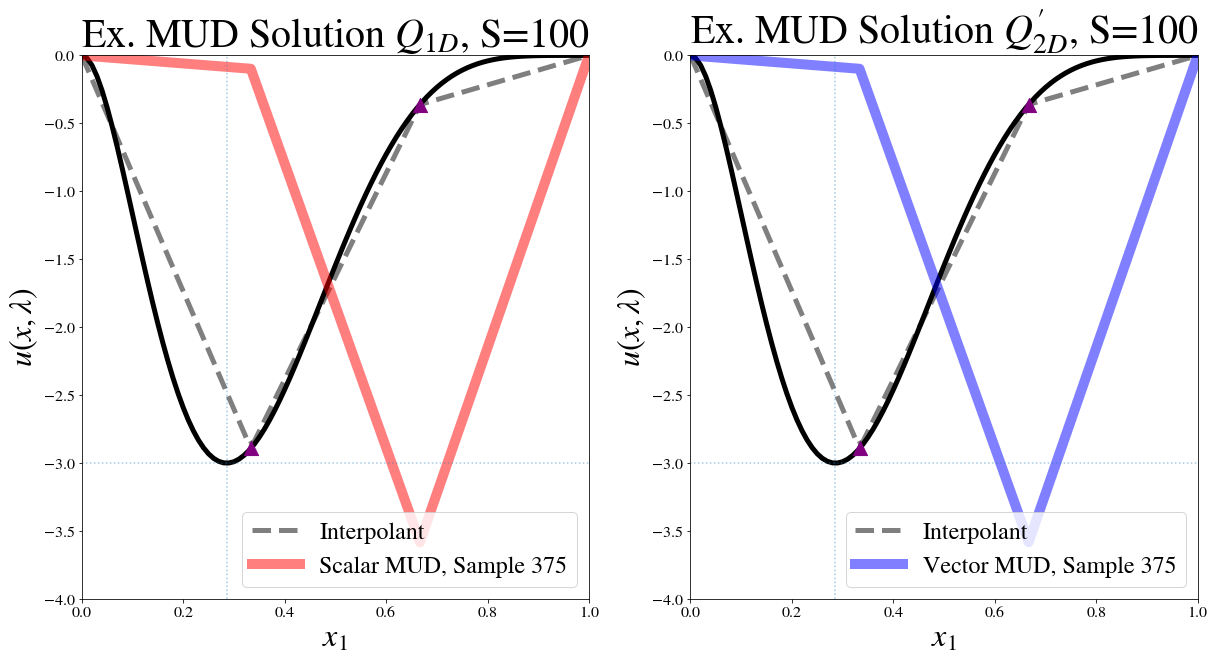 Ex. MUD Solution Q1D, S=100
0.0
−0.5
−1.0
−1.5
−2.0
−2.5
−3.0
−3.5
−4.0
u(x, λ)
Interpolant
Scalar MUD, Sample 375
0.0 0.2 0.4 0.6 0.8 1.0
x1
Ex. MUD Solution Q′2D, S=100
0.0
−0.5
−1.0
−1.5
−2.0
−2.5
−3.0
−3.5
−4.0
u(x, λ)
Interpolant
Vector MUD, Sample 375
0.0 0.2 0.4 0.6 0.8 1.0
x1